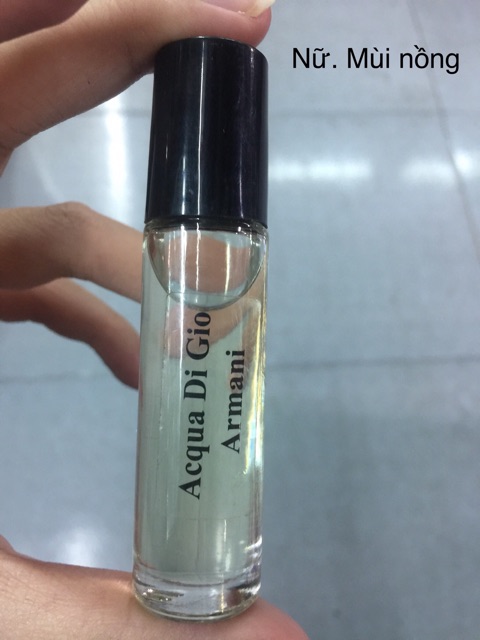 Nữ. Mùi nồng
Acqua Di Gio
Armani